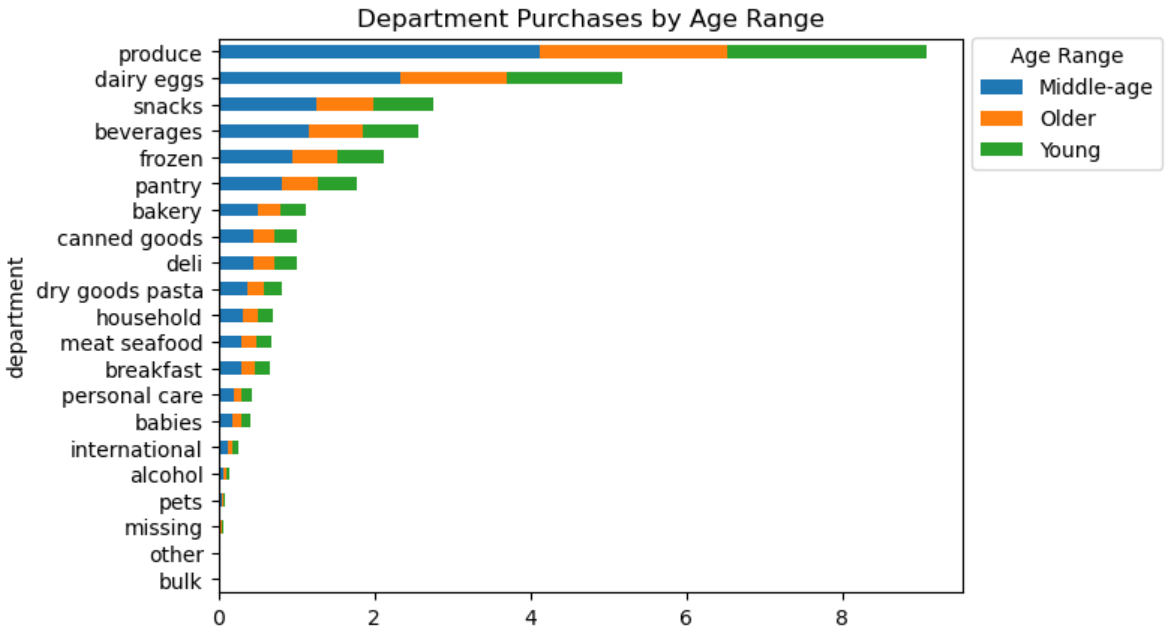 Department Purchases by Age Range
produce
dairy eggs
snacks
beverages
frozen
pantry
bakery
canned goods
deli
dry goods pasta
household
meat seafood
breakfast
personal care
babies
international
alcohol
pets
missing
other
bulk
department
0 2 4 6 8
Age Range
Middle-age
Older
Young